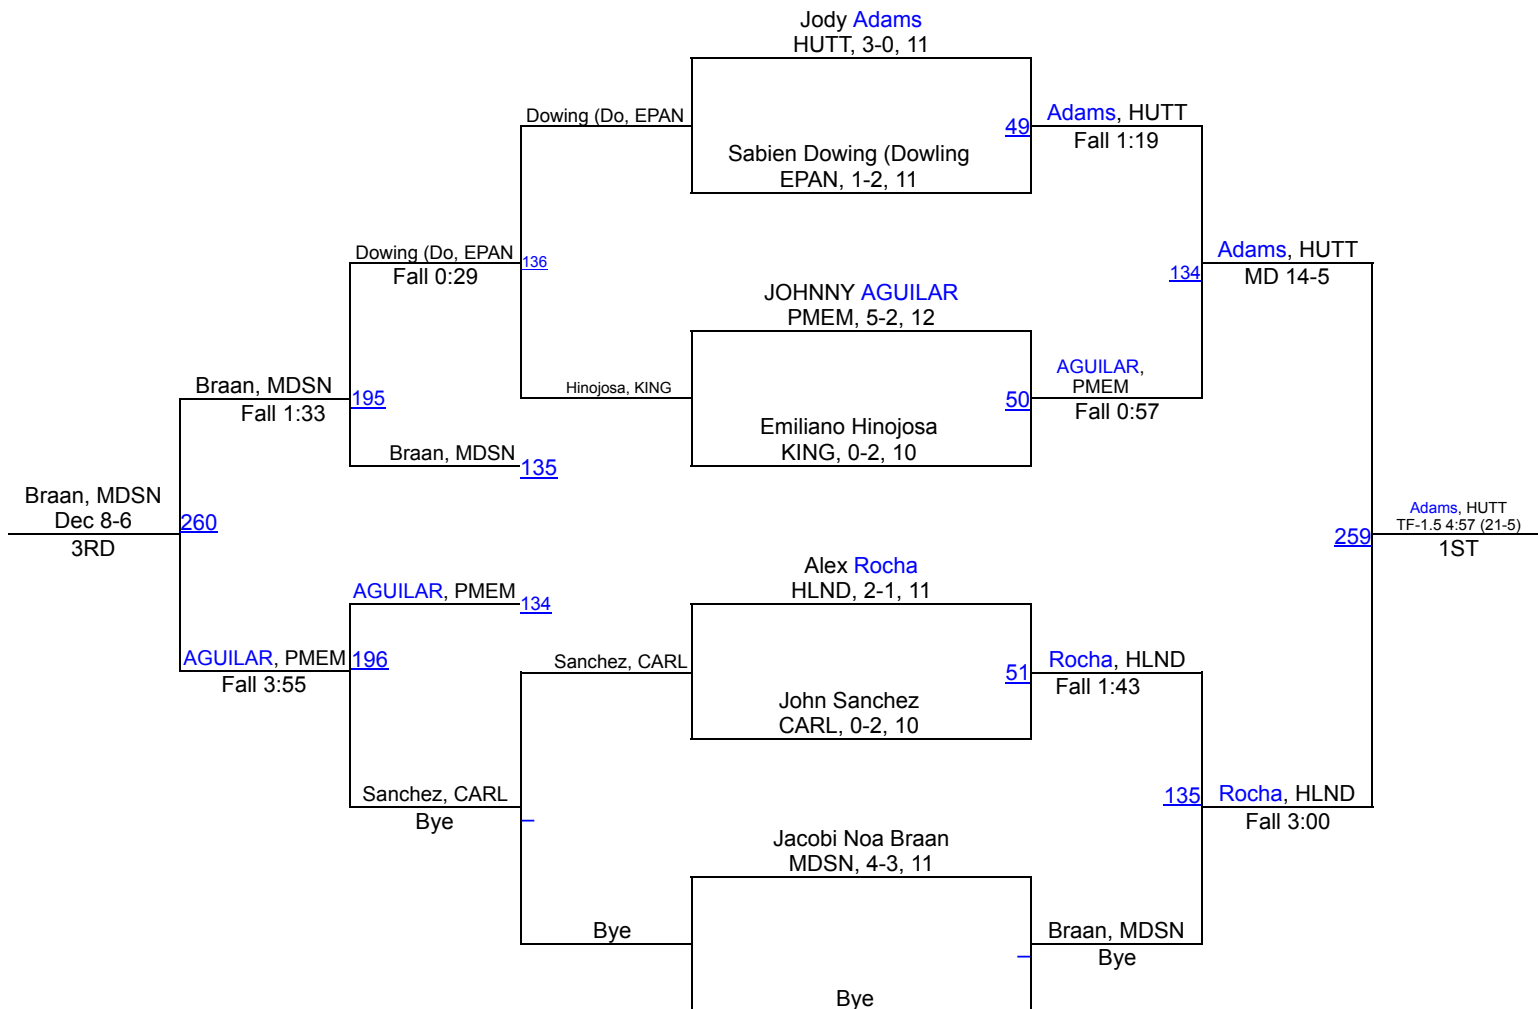 Jody Adams
HUTT, 3-0, 11
Dowing (Do, EPAN
49
Adams, HUTT
Fall 1:19
Sabien Dowing (Dowling
EPAN, 1-2, 11
Dowing (Do, EPAN
Fall 0:29
136
Adams, HUTT
MD 14-5
134
JOHNNY AGUILAR
PMEM, 5-2, 12
Braan, MDSN
Fall 1:33
195
Hinojosa, KING
50
AGUILAR,
PMEM
Fall 0:57
Emiliano Hinojosa
KING, 0-2, 10
Braan, MDSN
135
Braan, MDSN
Dec 8-6
3RD
260
259
Adams, HUTT
TF-1.5 4:57 (21-5)
1ST
Alex Rocha
HLND, 2-1, 11
AGUILAR, PMEM
134
AGUILAR, PMEM
Fall 3:55
196
Sanchez, CARL
51
Rocha, HLND
Fall 1:43
John Sanchez
CARL, 0-2, 10
Sanchez, CARL
Bye
135
Rocha, HLND
Fall 3:00
Jacobi Noa Braan
MDSN, 4-3, 11
Bye
Braan, MDSN
Bye
Bye